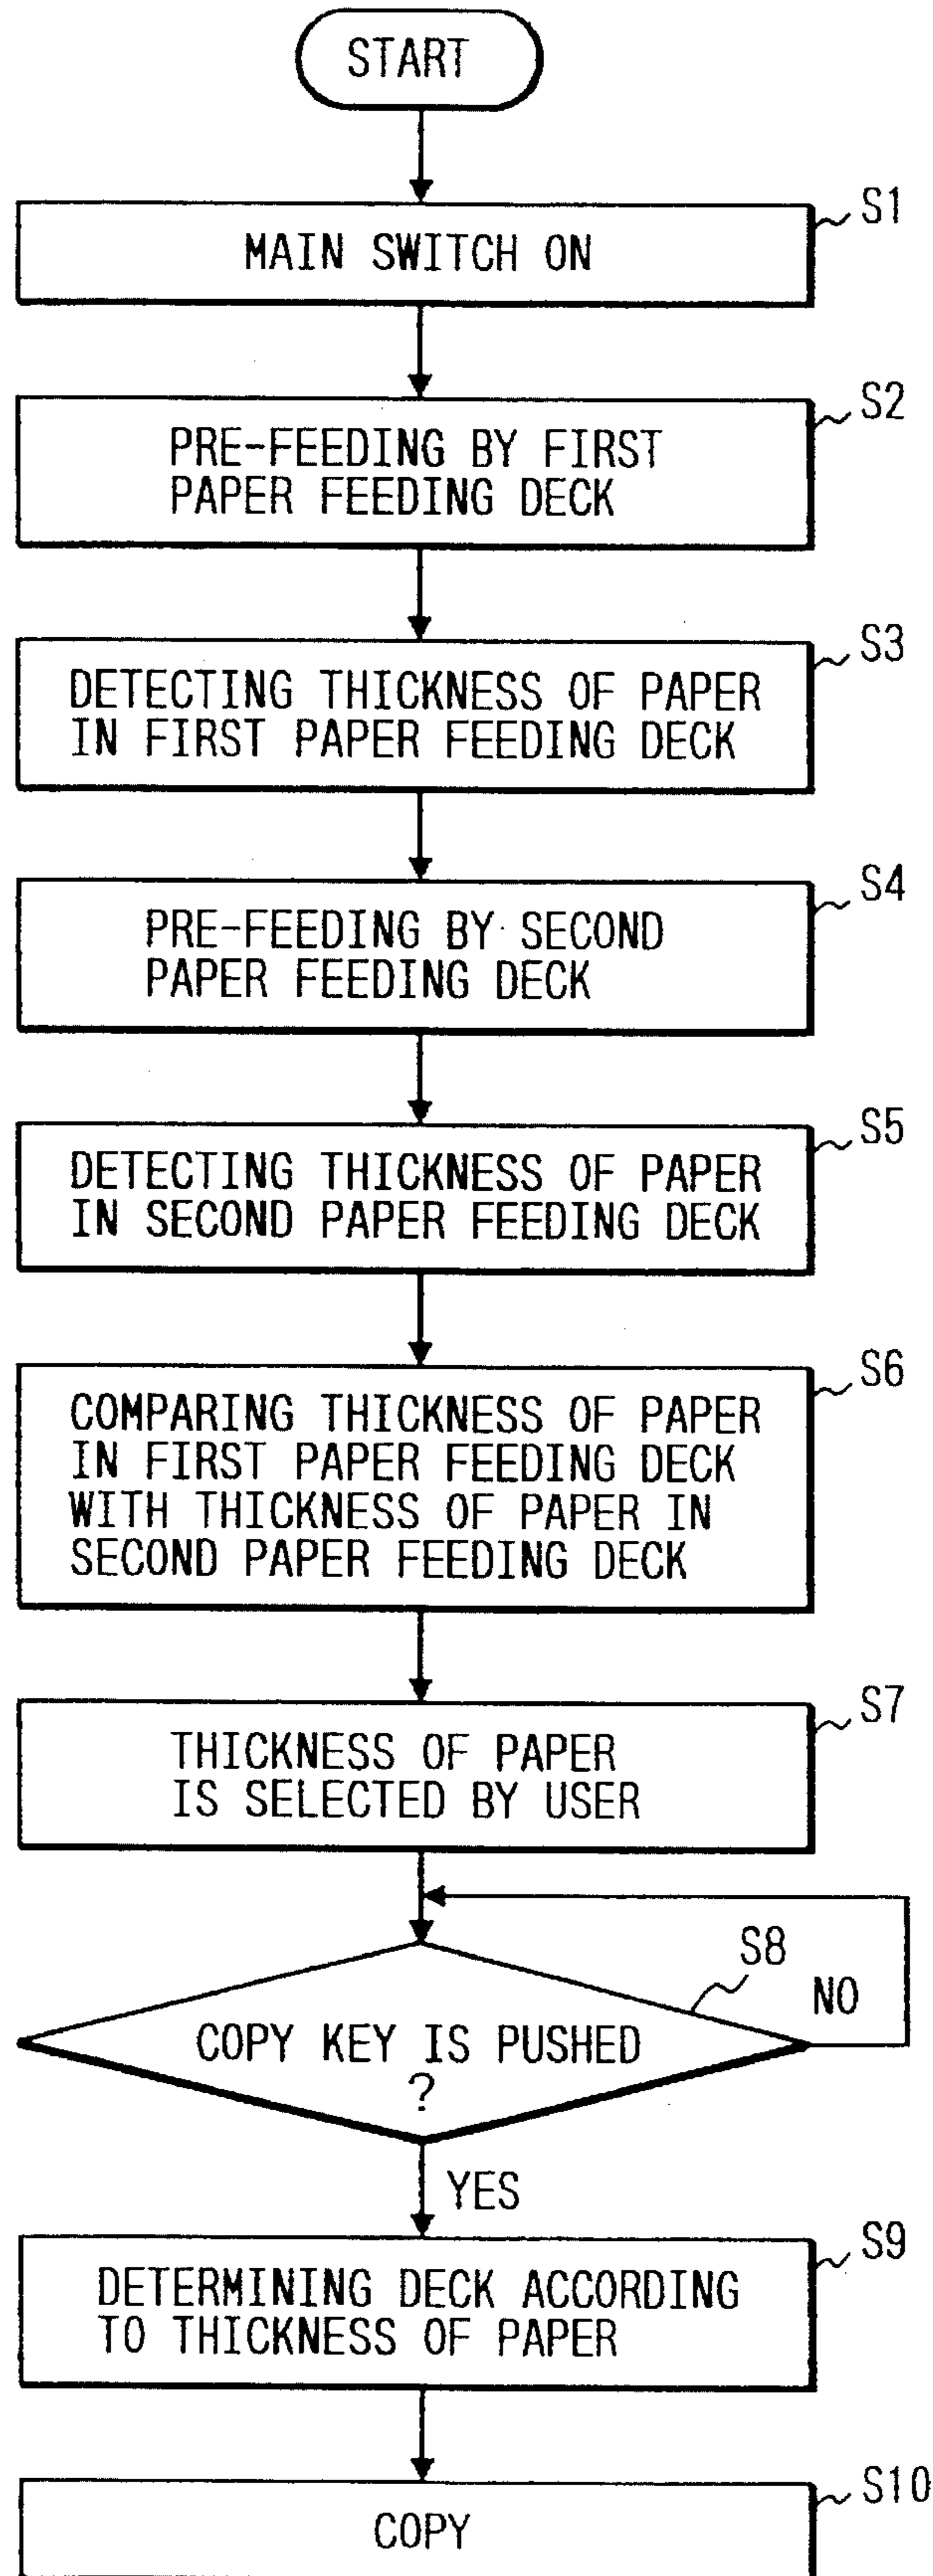 START
S1
MAIN SWITCH ON
S2
PRE-FEEDING BY FIRST
PAPER FEEDING DECK
S3
DETECTING THICKNESS OF PAPER
IN FIRST PAPER FEEDING DECK
S4
PRE-FEEDING BY SECOND
PAPER FEEDING DECK
S5
DETECTING THICKNESS OF PAPER
IN SECOND PAPER FEEDING DECK
S6
COMPARING THICKNESS OF PAPER
IN FIRST PAPER FEEDING DECK
WITH THICKNESS OF PAPER IN
SECOND PAPER FEEDING DECK
S7
THICKNESS OF PAPER
IS SELECTED BY USER
S8
NO
COPY KEY IS PUSHED
?
YES
S9
DETERMINING DECK ACCORDING
TO THICKNESS OF PAPER
S10
COPY